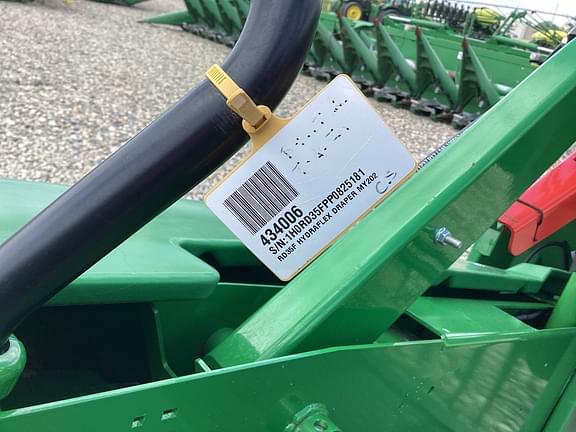 434006
S/N:1H0RD35FPP0825181
RD35F HYDRAFLEX DRAPER MY202
C.S